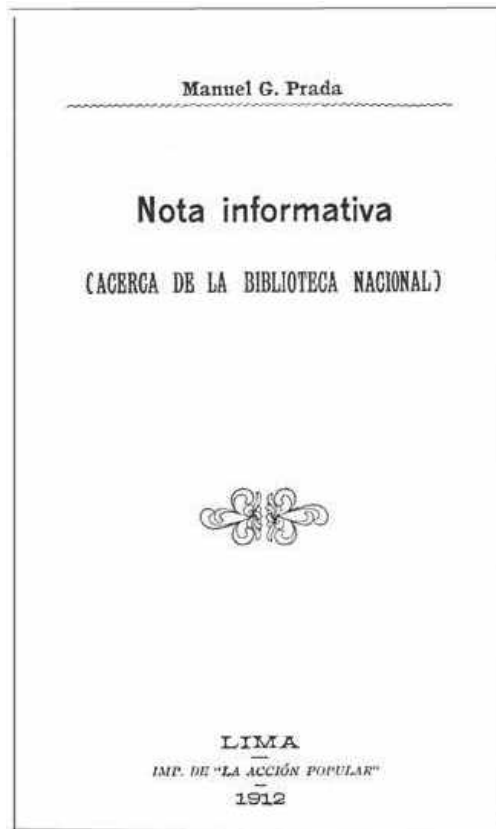 Manuel G. Prada
Nota informativa
(ACERCA DE LA BIBLIOTECA NACIONAL)
LIMA
IMP. DE "LA ACCIÓN POPULAR"
1912